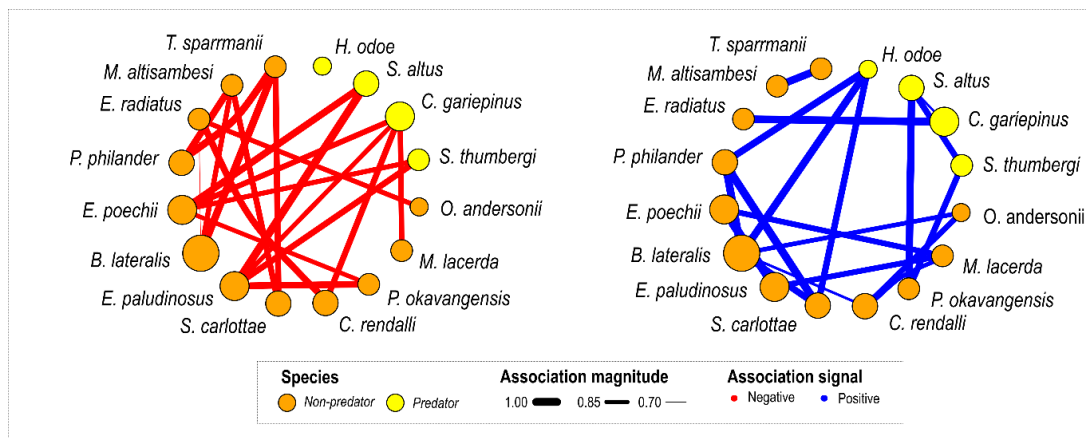 T. sparrmanii
H. odoe
M. altisambesi
S. altus
E. radiatus
C. gariepinus
P. philander
S. thumbergi
E. poechii
O. andersonii
B. lateralis
M. lacerda
E. paludinosus
P. okavangensis
S. carlottae
C. rendalli
T. sparrmanii
H. odoe
M. altisambesi
S. altus
E. radiatus
C. gariepinus
P. philander
S. thumbergi
E. poechii
O. andersonii
B. lateralis
M. lacerda
E. paludinosus
P. okavangensis
S. carlottae
C. rendalli
Species
Non-predator Predator
Association magnitude
1.00 0.85 0.70
Association signal
Negative Positive